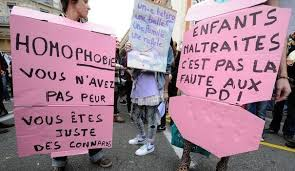 HOMOPHOBIE
VOUS N'AVEZ
PAS PEUR
VOUS ÊTES
JUSTE
DES CONNARDS
ENFANTS
MALTRAITES
C'EST PAS LA
FAUTE AUX
PD!